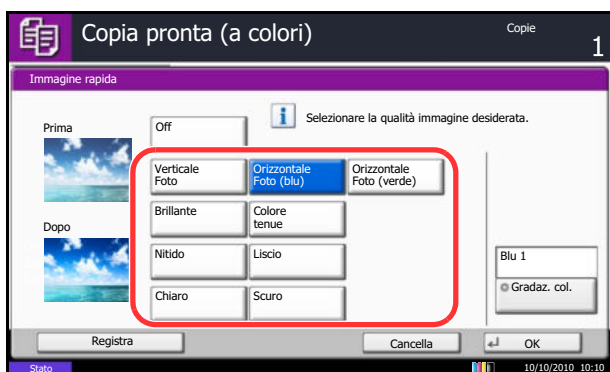 Copia pronta (a colori)
Copie
1
Immagine rapida
Prima
Off
Selezionare la qualità immagine desiderata.
Verticale
Foto
Orizzontale
Foto (blu)
Orizzontale
Foto (verde)
Dopo
Brillante
Colore
tenue
Nitido
Liscio
Blu 1
Chiaro
Scuro
Gradaz. col.
Registra
Cancella
OK
Stato
10/10/2010 10:10